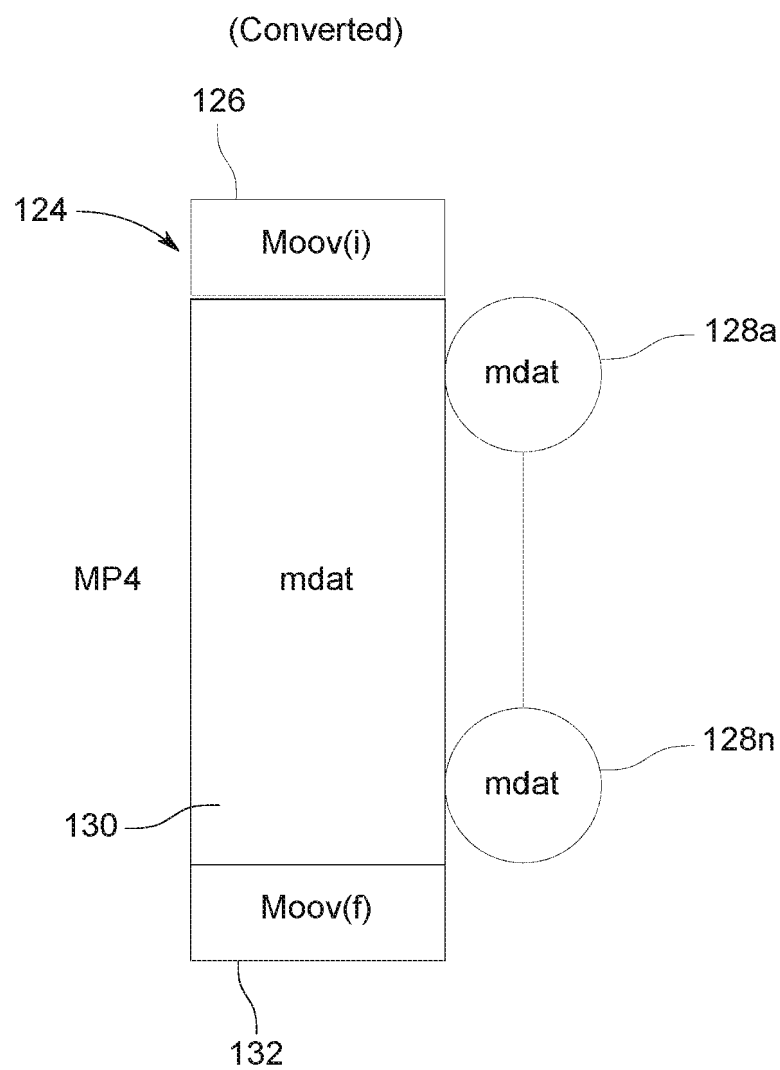 (Converted)
126
124
Moov(i)
128a
mdat
MP4
mdat
128n
mdat
130
Moov(f)
132